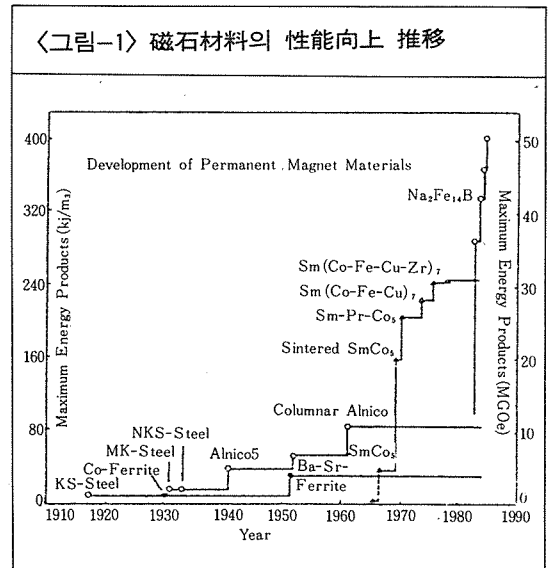 〈그림-1〉 磁石材料의 性能向上 推移
Development of Permanent Magnet Materials
Maximum Energy Products (kj/m₃)
400
320
240
160
80
0
Maximum Energy Products (MGOe)
50
40
30
20
10
0
Na₂Fe₁₄B
Sm(Co-Fe-Cu-Zr)₇
Sm(Co-Fe-Cu)₇
Sm-Pr-Co₅
Sintered SmCo₅
Columnar Alnico
NKS-Steel
MK-Steel
Alnico5
SmCo₅
Co-Ferrite
Ba-Sr-
KS-Steel
Ferrite
1910 1920 1930 1940 1950 1960 1970 1980 1990
Year